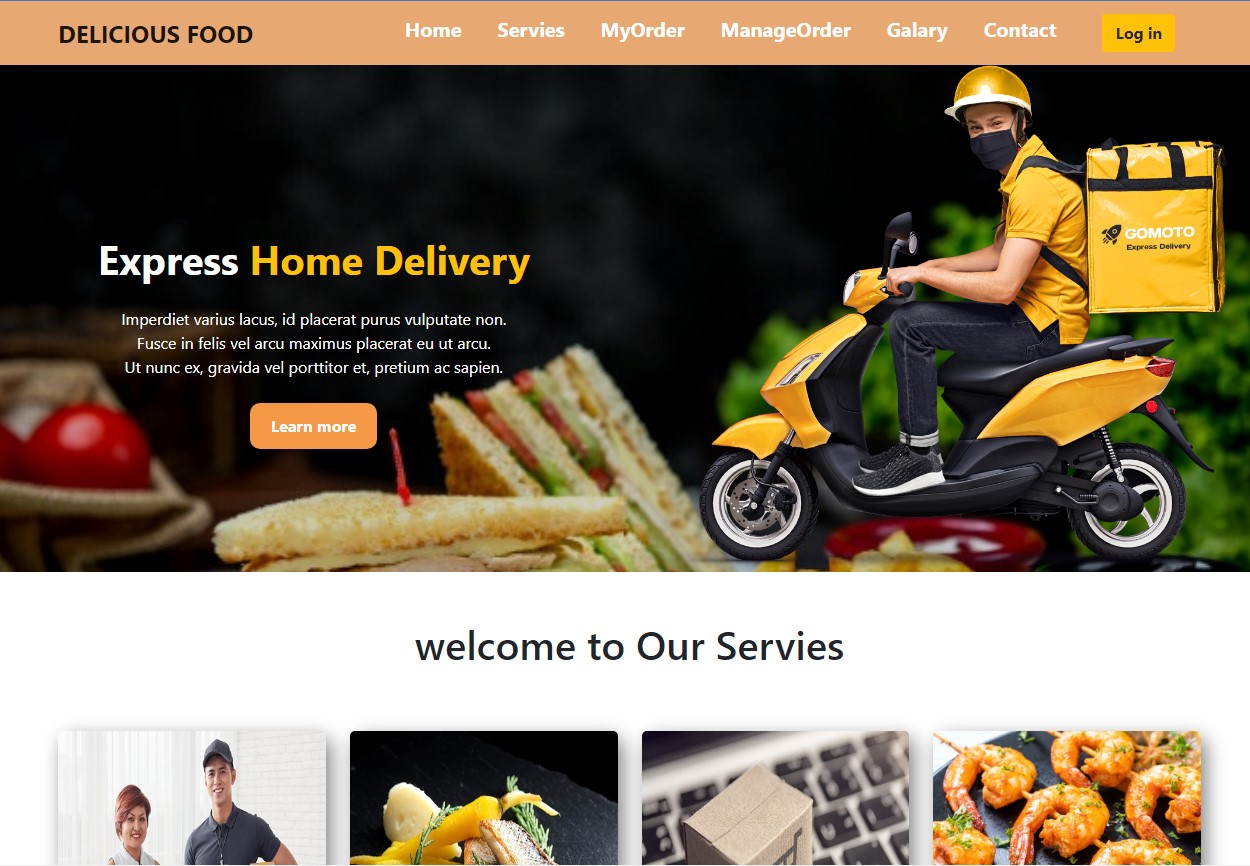 DELICIOUS FOOD
Home Servies MyOrder ManageOrder Galary Contact Log in
GOMOTO
Express Delivery
Express Home Delivery
Imperdiet varius lacus, id placerat purus vulputate non.
Fusce in felis vel arcu maximus placerat eu ut arcu.
Ut nunc ex, gravida vel porttitor et, pretium ac sapien.
Learn more
welcome to Our Servies